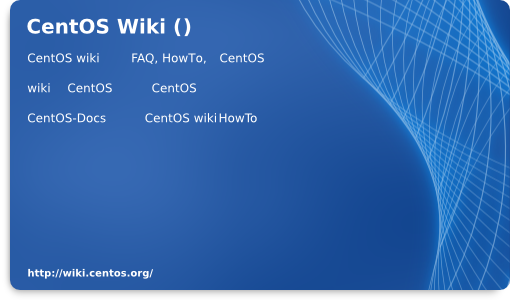 CentOS Wiki ()
CentOS wiki FAQ, HowTo, CentOS
wiki CentOS CentOS
CentOS-Docs CentOS wiki HowTo
http://wiki.centos.org/